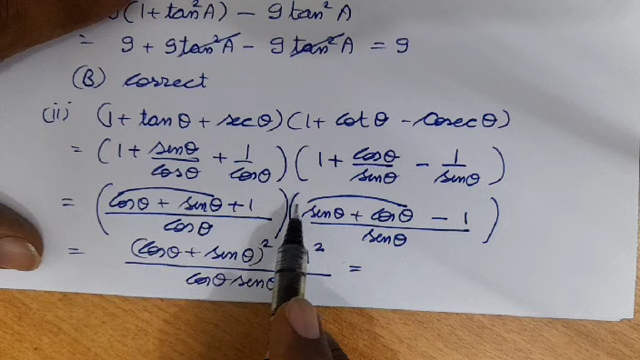 (1 + tan²A) - 9 tan²A
= 9 + 9tan²A - 9 tan²A = 9
(B) correct
(ii) (1 + tanθ + secθ)(1 + cotθ - cosecθ)
= (1 + sinθ/cosθ + 1/cosθ)(1 + cosθ/sinθ - 1/sinθ)
= ((cosθ + sinθ + 1)/cosθ)((sinθ + cosθ - 1)/sinθ)
= (cosθ + sinθ)² ² / cosθ sinθ =